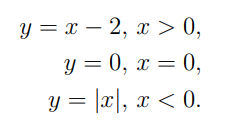 y = x − 2, x > 0,
y = 0, x = 0,
y = |x|, x < 0.